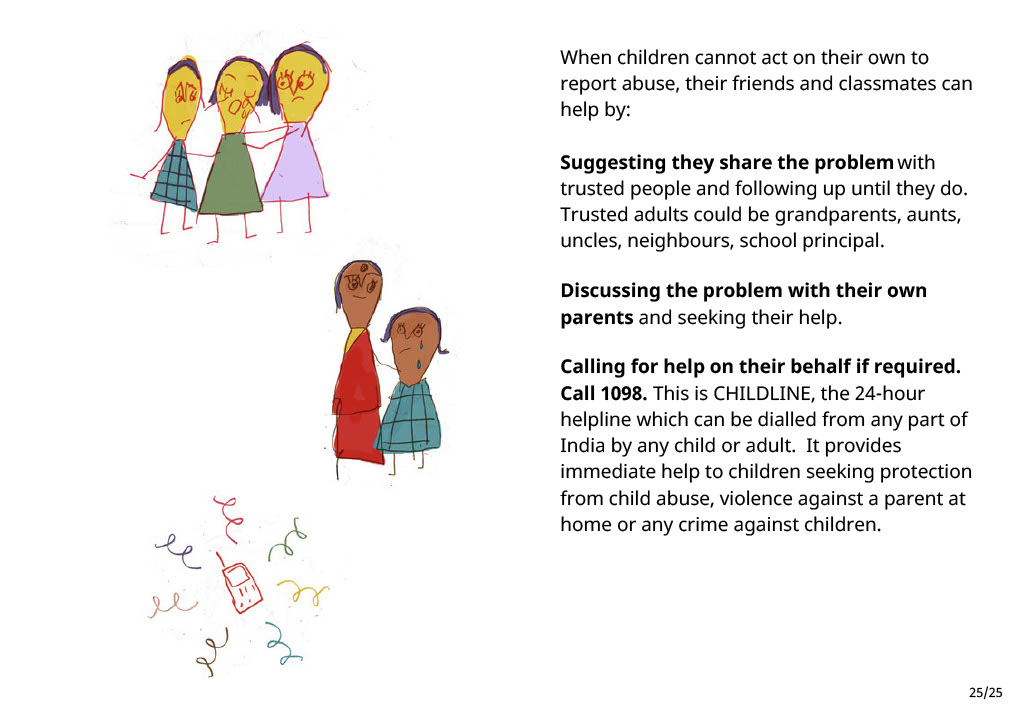 When children cannot act on their own to
report abuse, their friends and classmates can
help by:
Suggesting they share the problem with
trusted people and following up until they do.
Trusted adults could be grandparents, aunts,
uncles, neighbours, school principal.
Discussing the problem with their own
parents and seeking their help.
Calling for help on their behalf if required.
Call 1098. This is CHILDLINE, the 24-hour
helpline which can be dialled from any part of
India by any child or adult.  It provides
immediate help to children seeking protection
from child abuse, violence against a parent at
home or any crime against children.
25/25